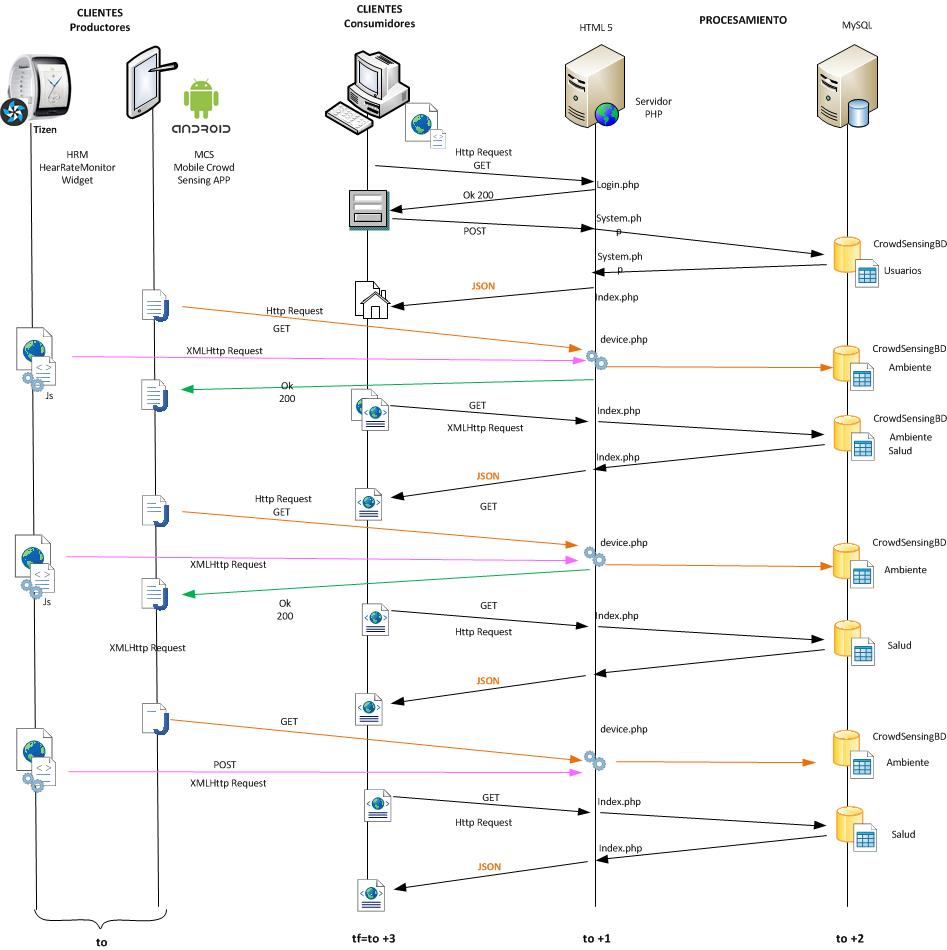 CLIENTES
Productores
CLIENTES
Consumidores
PROCESAMIENTO
HTML 5
MySQL
Servidor
PHP
Tizen
ANDROID
HRM
HearRateMonitor
Widget
MCS
Mobile Crowd
Sensing APP
Http Request
GET
Login.php
Ok 200
System.ph
p
POST
CrowdSensingBD
System.ph
p
Usuarios
JSON
Index.php
Http Request
GET
device.php
XMLHttp Request
CrowdSensingBD
Ambiente
Ok
200
Js
GET
Index.php
XMLHttp Request
CrowdSensingBD
Ambiente
Salud
Index.php
JSON
Http Request
GET
GET
device.php
CrowdSensingBD
XMLHttp Request
Ambiente
Js
Ok
200
GET
Index.php
Http Request
Salud
XMLHttp Request
JSON
GET
device.php
CrowdSensingBD
POST
Ambiente
XMLHttp Request
GET
Index.php
Http Request
Salud
Index.php
JSON
to
tf=to +3
to +1
to +2